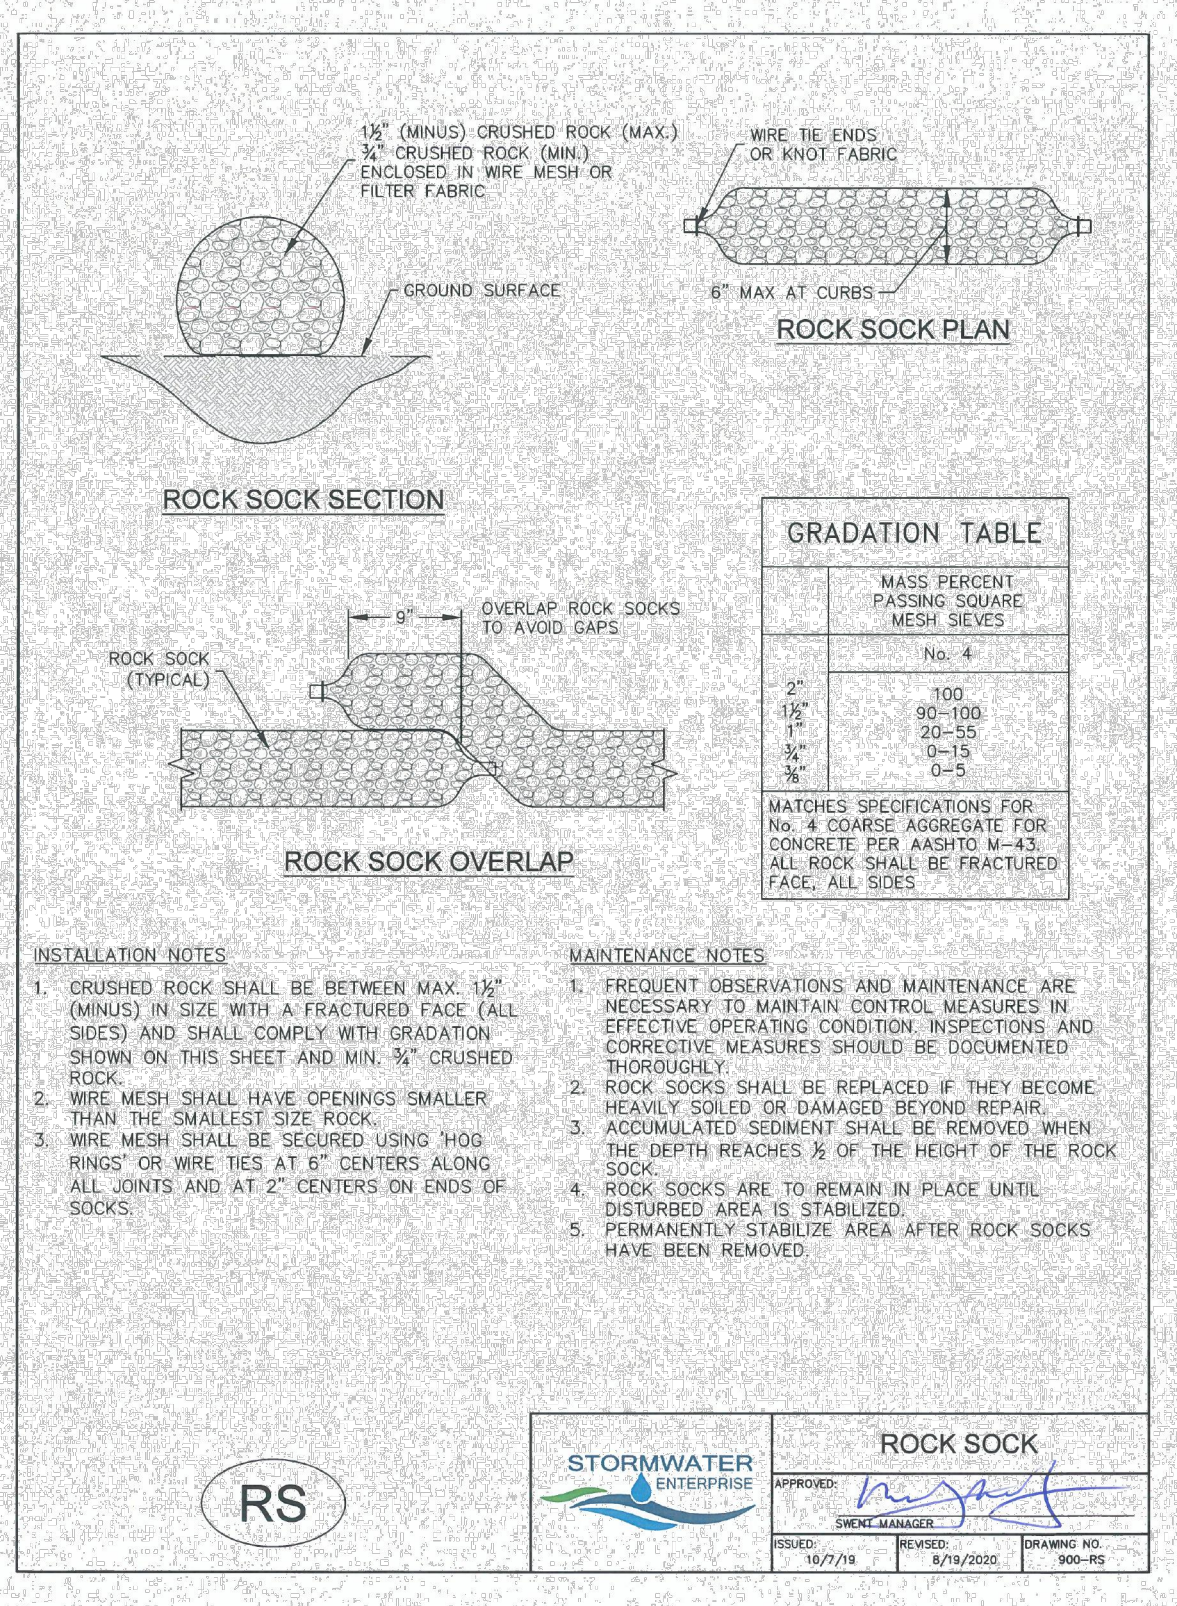 1½" (MINUS) CRUSHED ROCK (MAX.)
¾" CRUSHED ROCK (MIN.)
ENCLOSED IN WIRE MESH OR
FILTER FABRIC
GROUND SURFACE
ROCK SOCK SECTION
WIRE TIE ENDS
OR KNOT FABRIC
6" MAX AT CURBS
ROCK SOCK PLAN
9"
OVERLAP ROCK SOCKS
TO AVOID GAPS
ROCK SOCK
(TYPICAL)
ROCK SOCK OVERLAP
GRADATION TABLE
MASS PERCENT
PASSING SQUARE
MESH SIEVES
No. 4
2" 100
1½" 90–100
1" 20–55
¾" 0–15
⅜" 0–5
MATCHES SPECIFICATIONS FOR
No. 4 COARSE AGGREGATE FOR
CONCRETE PER AASHTO M–43.
ALL ROCK SHALL BE FRACTURED
FACE, ALL SIDES
INSTALLATION NOTES
1. CRUSHED ROCK SHALL BE BETWEEN MAX. 1½"
(MINUS) IN SIZE WITH A FRACTURED FACE (ALL
SIDES) AND SHALL COMPLY WITH GRADATION
SHOWN ON THIS SHEET AND MIN. ¾" CRUSHED
ROCK.
2. WIRE MESH SHALL HAVE OPENINGS SMALLER
THAN THE SMALLEST SIZE ROCK.
3. WIRE MESH SHALL BE SECURED USING 'HOG
RINGS' OR WIRE TIES AT 6" CENTERS ALONG
ALL JOINTS AND AT 2" CENTERS ON ENDS OF
SOCKS.
MAINTENANCE NOTES
1. FREQUENT OBSERVATIONS AND MAINTENANCE ARE
NECESSARY TO MAINTAIN CONTROL MEASURES IN
EFFECTIVE OPERATING CONDITION. INSPECTIONS AND
CORRECTIVE MEASURES SHOULD BE DOCUMENTED
THOROUGHLY.
2. ROCK SOCKS SHALL BE REPLACED IF THEY BECOME
HEAVILY SOILED OR DAMAGED BEYOND REPAIR.
3. ACCUMULATED SEDIMENT SHALL BE REMOVED WHEN
THE DEPTH REACHES ½ OF THE HEIGHT OF THE ROCK
SOCK.
4. ROCK SOCKS ARE TO REMAIN IN PLACE UNTIL
DISTURBED AREA IS STABILIZED.
5. PERMANENTLY STABILIZE AREA AFTER ROCK SOCKS
HAVE BEEN REMOVED.
RS
STORMWATER
ENTERPRISE
ROCK SOCK
APPROVED:
SWENT MANAGER
ISSUED: 10/7/19
REVISED: 8/19/2020
DRAWING NO. 900–RS